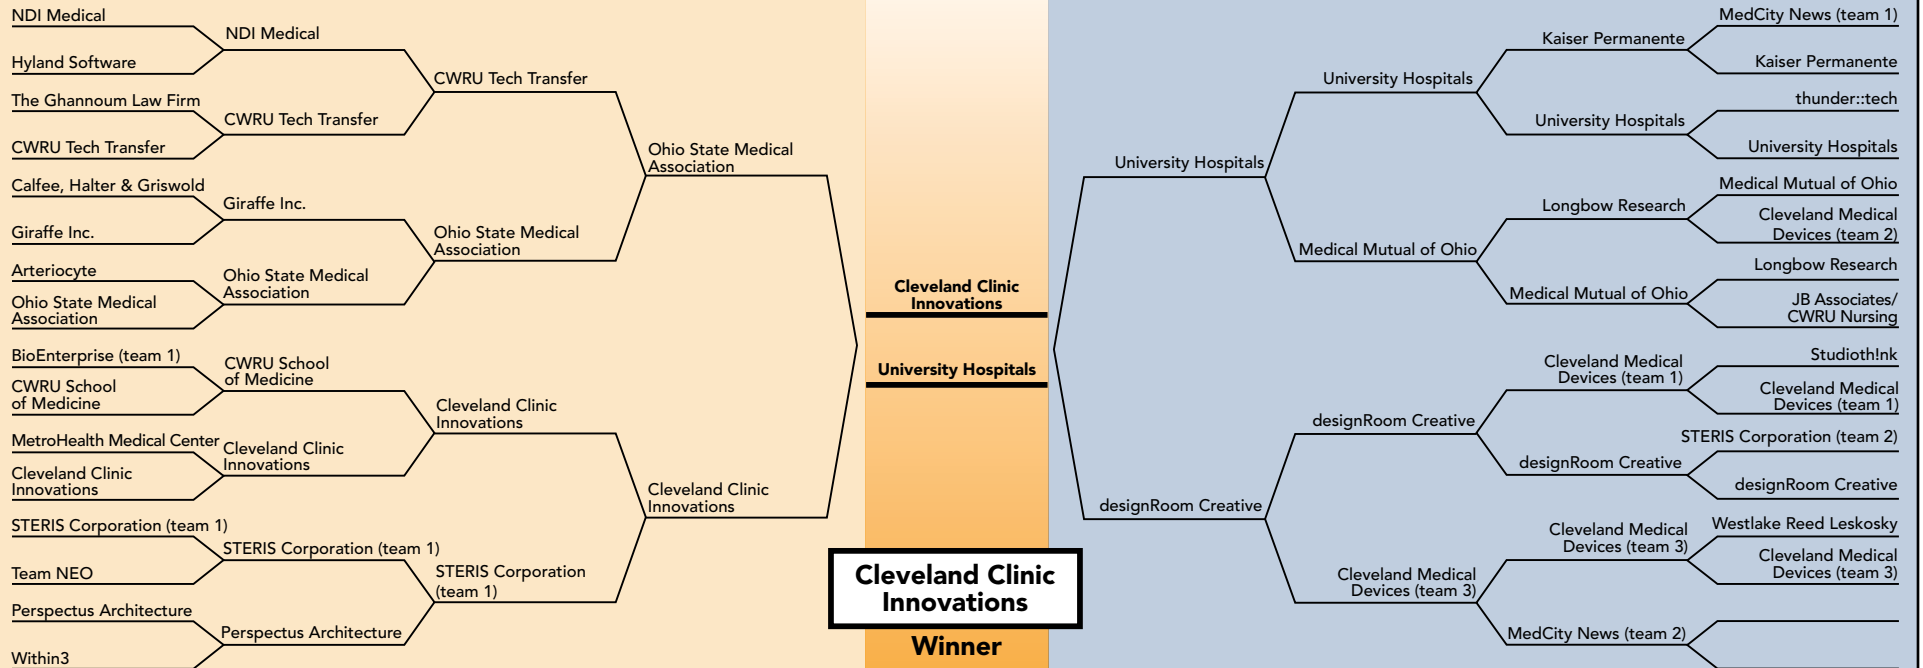 NDI Medical
Hyland Software
The Ghannoum Law Firm
CWRU Tech Transfer
Calfee, Halter & Griswold
Giraffe Inc.
Arteriocyte
Ohio State Medical
Association
BioEnterprise (team 1)
CWRU School
of Medicine
MetroHealth Medical Center
Cleveland Clinic
Innovations
STERIS Corporation (team 1)
Team NEO
Perspectus Architecture
Within3
NDI Medical
CWRU Tech Transfer
Giraffe Inc.
Ohio State Medical
Association
CWRU School
of Medicine
Cleveland Clinic
Innovations
STERIS Corporation (team 1)
Perspectus Architecture
CWRU Tech Transfer
Ohio State Medical
Association
Cleveland Clinic
Innovations
STERIS Corporation
(team 1)
Ohio State Medical
Association
Cleveland Clinic
Innovations
Cleveland Clinic
Innovations
University Hospitals
Cleveland Clinic
Innovations
Winner
University Hospitals
designRoom Creative
University Hospitals
Medical Mutual of Ohio
designRoom Creative
Cleveland Medical
Devices (team 3)
Kaiser Permanente
University Hospitals
Longbow Research
Medical Mutual of Ohio
Cleveland Medical
Devices (team 1)
designRoom Creative
Cleveland Medical
Devices (team 3)
MedCity News (team 2)
MedCity News (team 1)
Kaiser Permanente
thunder::tech
University Hospitals
Medical Mutual of Ohio
Cleveland Medical
Devices (team 2)
Longbow Research
JB Associates/
CWRU Nursing
Studioth!nk
Cleveland Medical
Devices (team 1)
STERIS Corporation (team 2)
designRoom Creative
Westlake Reed Leskosky
Cleveland Medical
Devices (team 3)